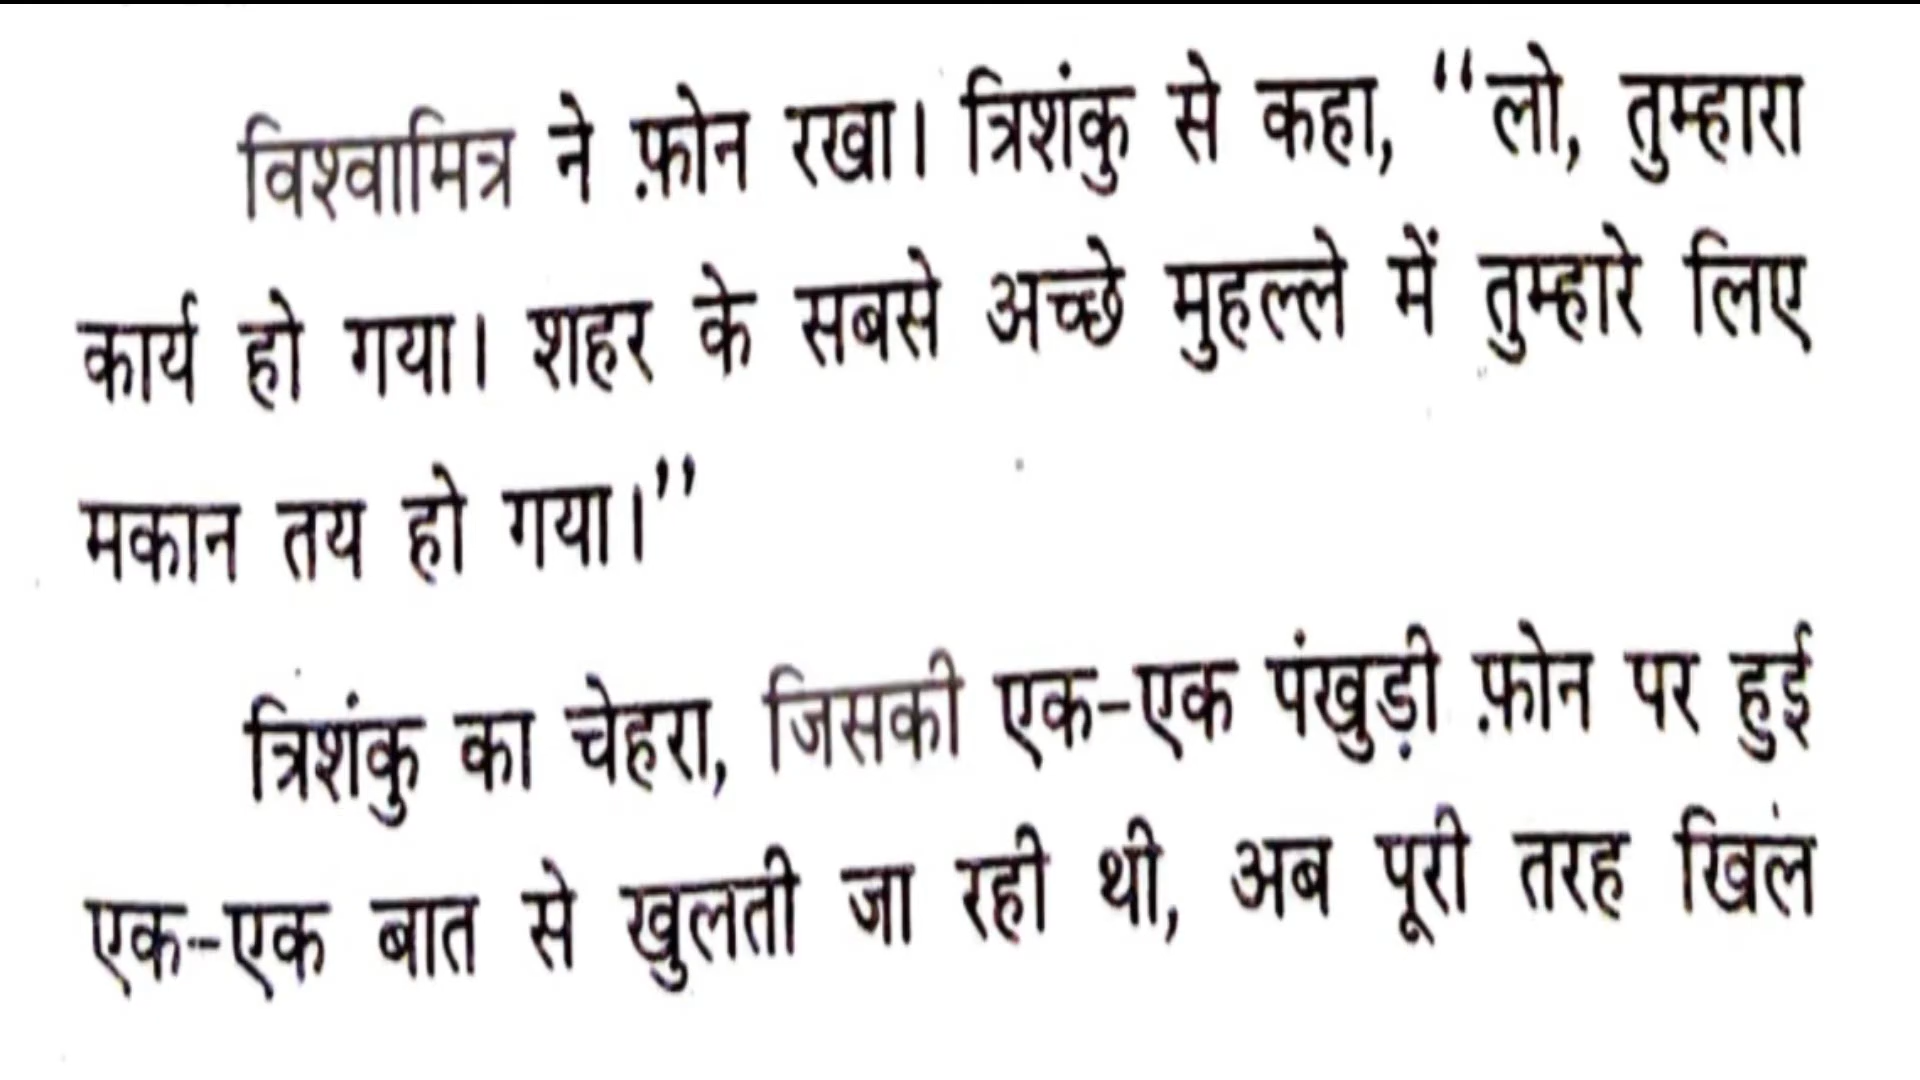 विश्वामित्र ने फ़ोन रखा। त्रिशंकु से कहा, “लो, तुम्हारा
कार्य हो गया। शहर के सबसे अच्छे मुहल्ले में तुम्हारे लिए
मकान तय हो गया।”
त्रिशंकु का चेहरा, जिसकी एक-एक पंखुड़ी फ़ोन पर हुई
एक-एक बात से खुलती जा रही थी, अब पूरी तरह खिल